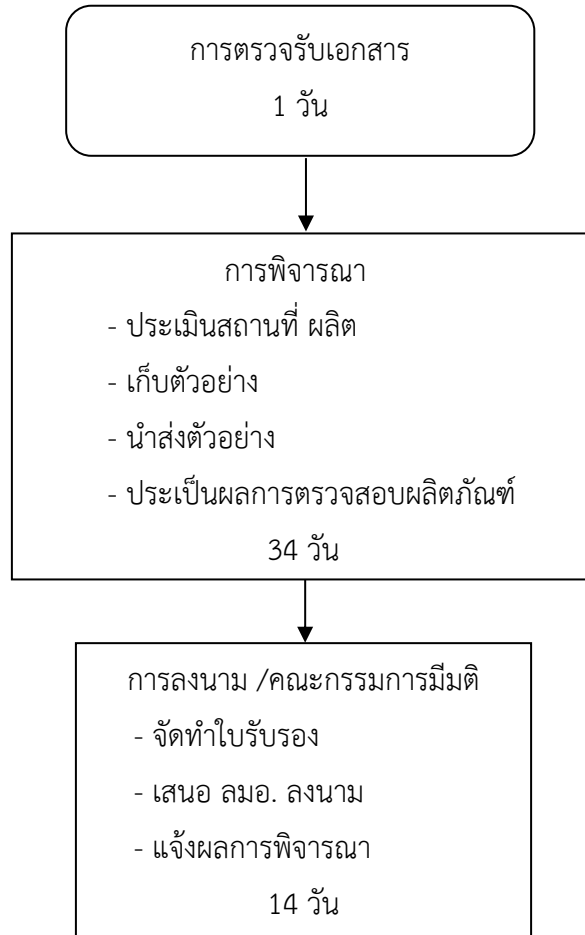 การตรวจรับเอกสาร
1 วัน
การพิจารณา
- ประเมินสถานที่ ผลิต
- เก็บตัวอย่าง
- นำส่งตัวอย่าง
- ประเป็นผลการตรวจสอบผลิตภัณฑ์
34 วัน
การลงนาม /คณะกรรมการมีมติ
- จัดทำใบรับรอง
- เสนอ ลมอ. ลงนาม
- แจ้งผลการพิจารณา
14 วัน